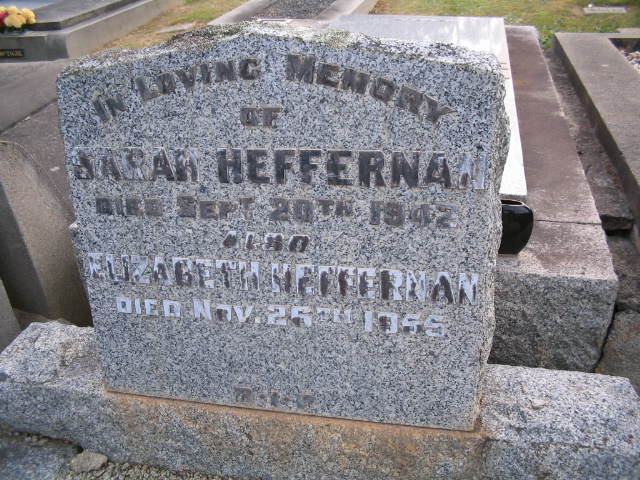 In Loving Memory
OF
SARAH HEFFERNAN
DIED SEPT. 20TH 1942
ALSO
ELIZABETH HEFFERNAN
DIED NOV. 25TH 1955
R.I.P.